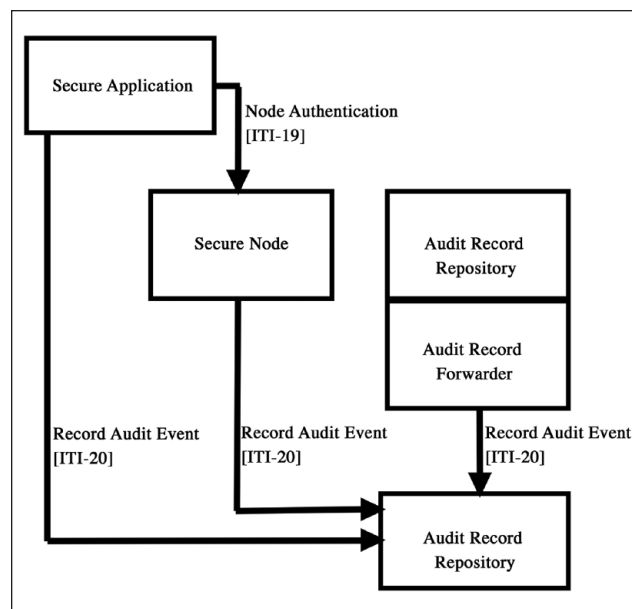 Secure Application
Node Authentication
[ITI-19]
Secure Node
Audit Record
Repository
Audit Record
Forwarder
Record Audit Event
[ITI-20]
Record Audit Event
[ITI-20]
Record Audit Event
[ITI-20]
Audit Record
Repository